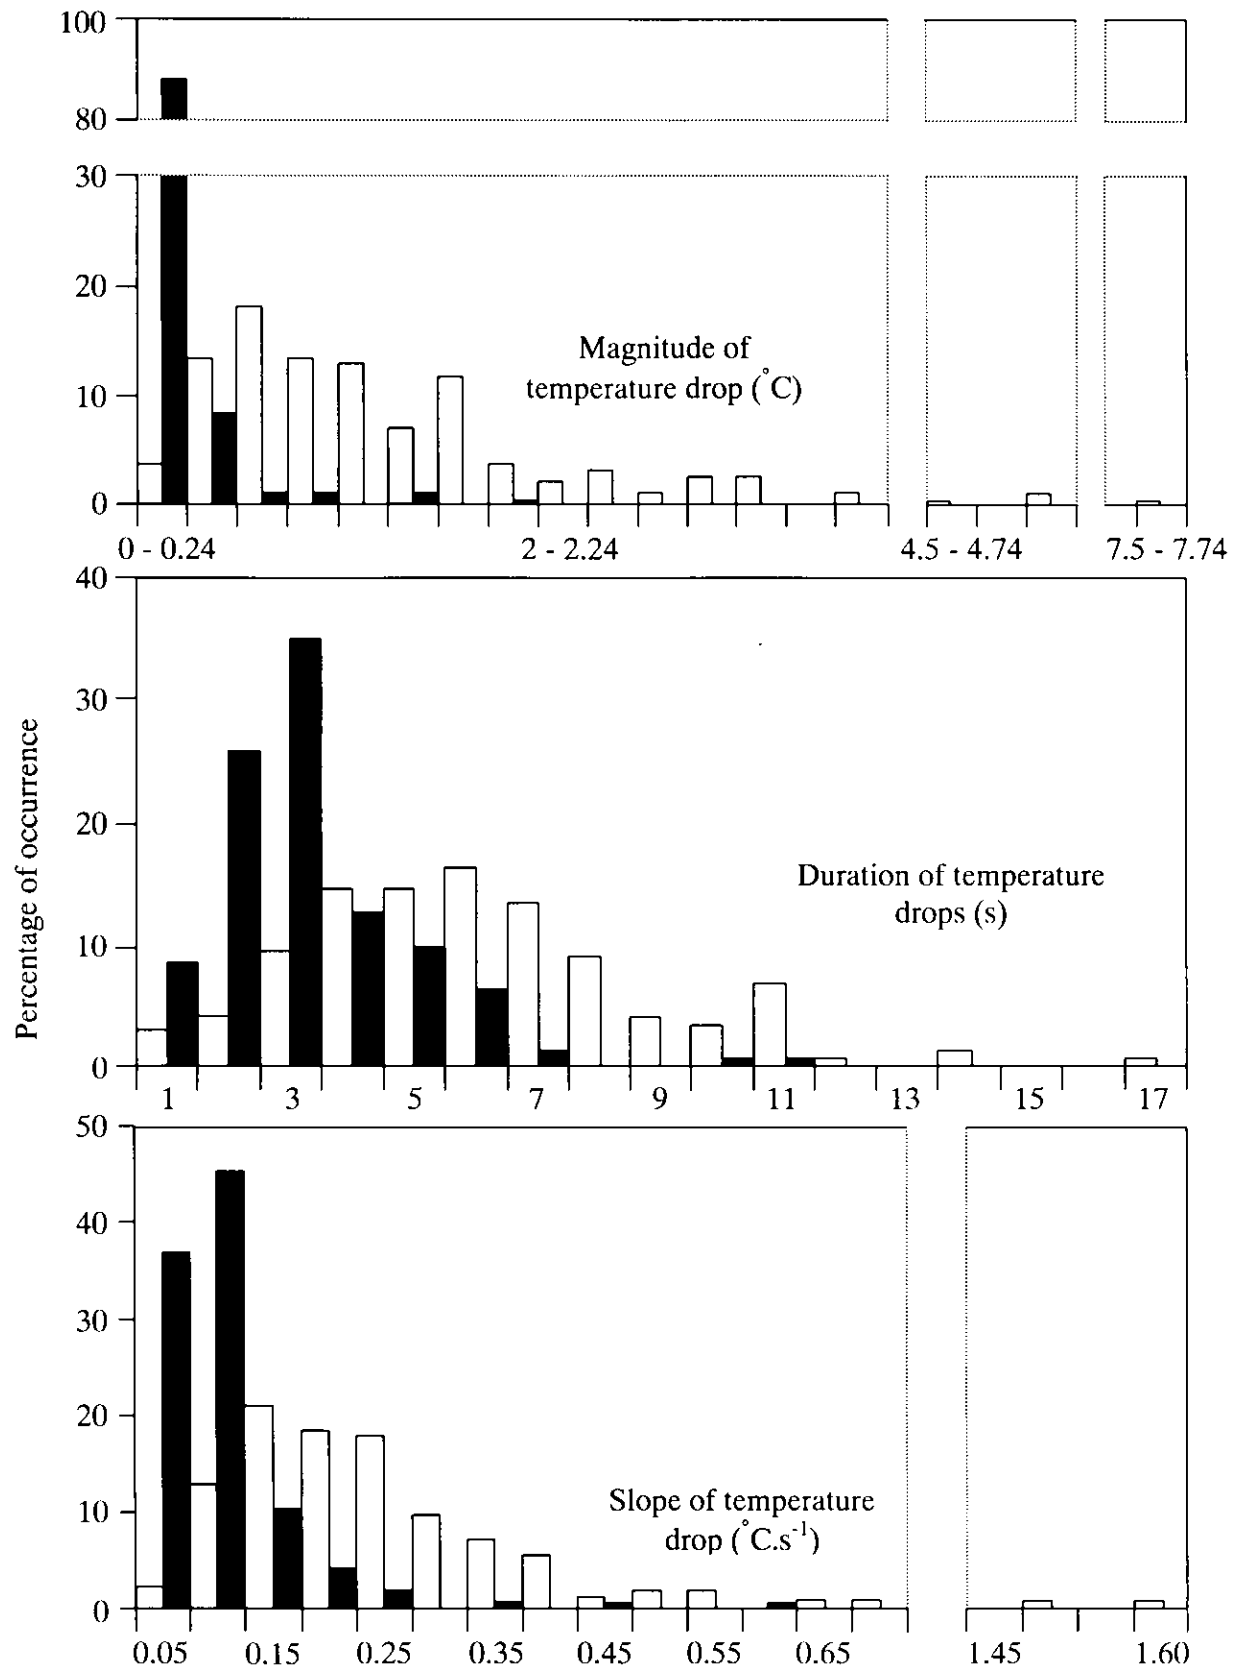 100
80
30
20
10
0
Magnitude of
temperature drop (°C)
0 - 0.24 2 - 2.24 4.5 - 4.74 7.5 - 7.74
40
30
20
10
0
Duration of temperature
drops (s)
1 3 5 7 9 11 13 15 17
Percentage of occurrence
50
40
30
20
10
0
Slope of temperature
drop (°C.s-1)
0.05 0.15 0.25 0.35 0.45 0.55 0.65 1.45 1.60